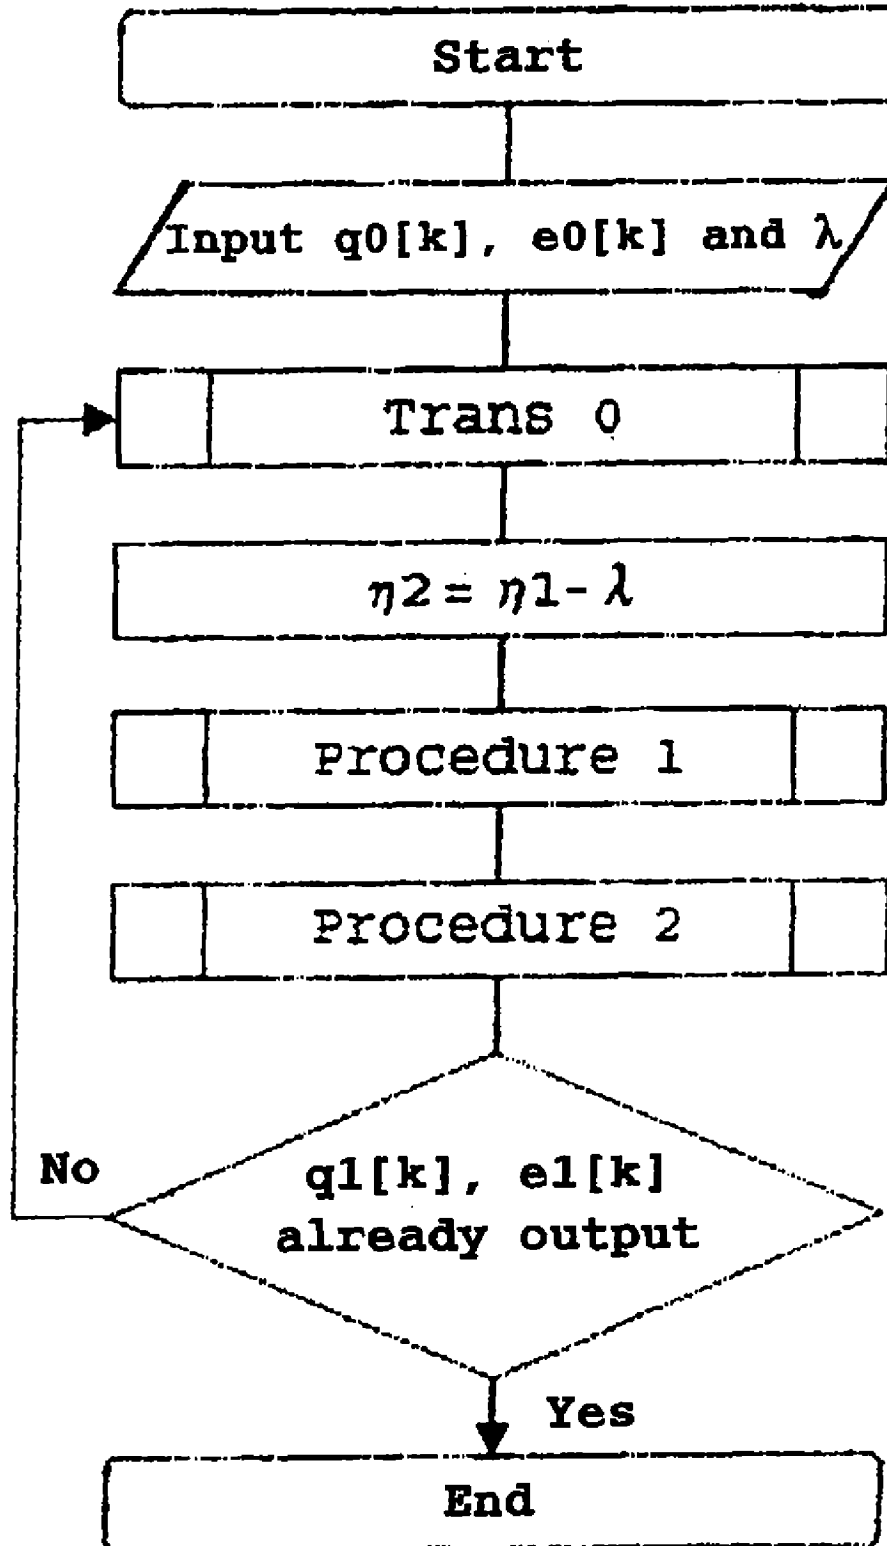 Start
Input q0[k], e0[k] and λ
Trans 0
η2= η1-λ
Procedure 1
Procedure 2
No
q1[k], e1[k]
already output
Yes
End